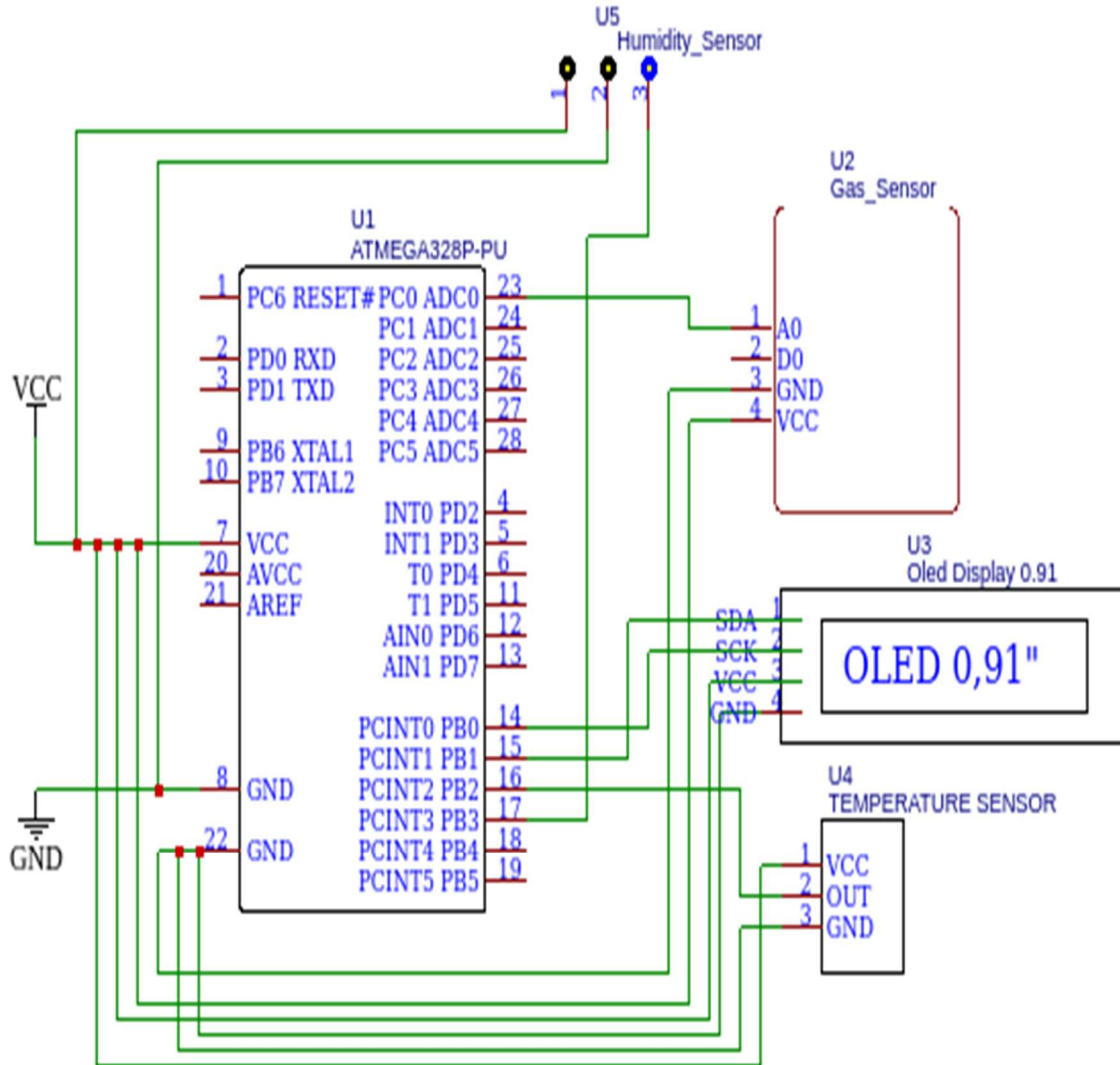 U5
Humidity_Sensor
1
2
3
U2
Gas_Sensor
U1
ATMEGA328P-PU
1 PC6 RESET# PC0 ADC0 23
PC1 ADC1 24
2 PD0 RXD PC2 ADC2 25
3 PD1 TXD PC3 ADC3 26
PC4 ADC4 27
9 PB6 XTAL1 PC5 ADC5 28
10 PB7 XTAL2
INT0 PD2 4
7 VCC INT1 PD3 5
20 AVCC T0 PD4 6
21 AREF T1 PD5 11
AIN0 PD6 12
AIN1 PD7 13
PCINT0 PB0 14
PCINT1 PB1 15
8 GND PCINT2 PB2 16
PCINT3 PB3 17
22 GND PCINT4 PB4 18
PCINT5 PB5 19
1 A0
2 D0
3 GND
4 VCC
VCC
GND
U3
Oled Display 0.91
SDA 1
SCK 2
VCC 3
GND 4
OLED 0,91"
U4
TEMPERATURE SENSOR
1 VCC
2 OUT
3 GND